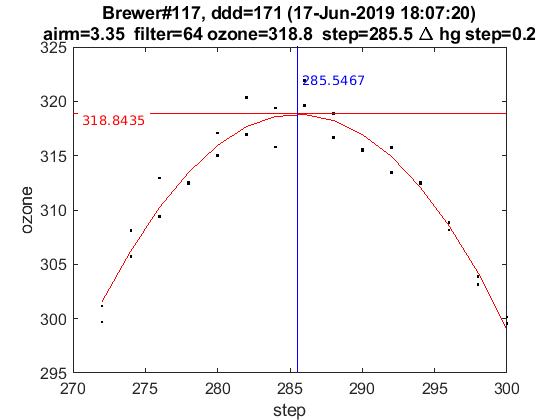 Brewer#117, ddd=171 (17-Jun-2019 18:07:20)
airm=3.35 filter=64 ozone=318.8 step=285.5 Δ hg step=0.2
325
320
315
310
305
300
295
ozone
285.5467
318.8435
270 275 280 285 290 295 300
step